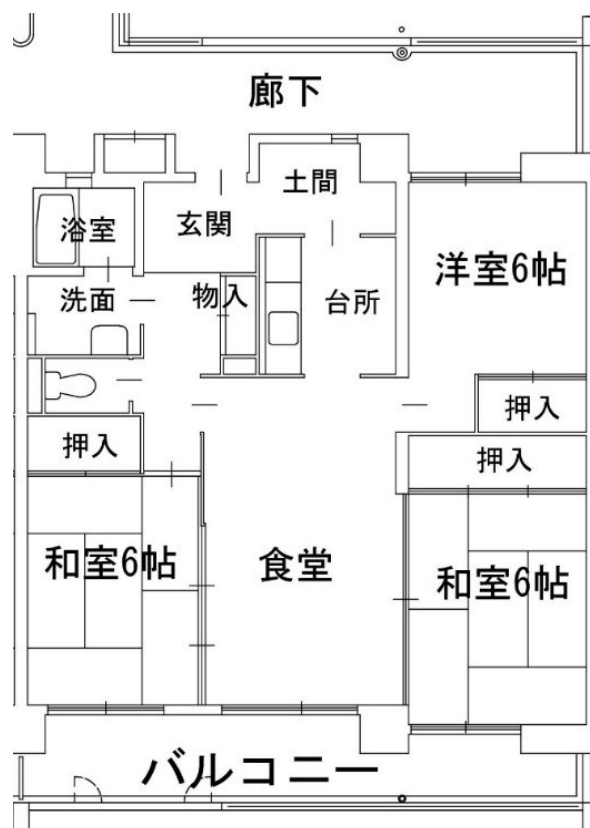 廊下
土間
玄関
浴室
洋室6帖
物入
台所
洗面
押入
押入
押入
和室6帖
食堂
和室6帖
バルコニー